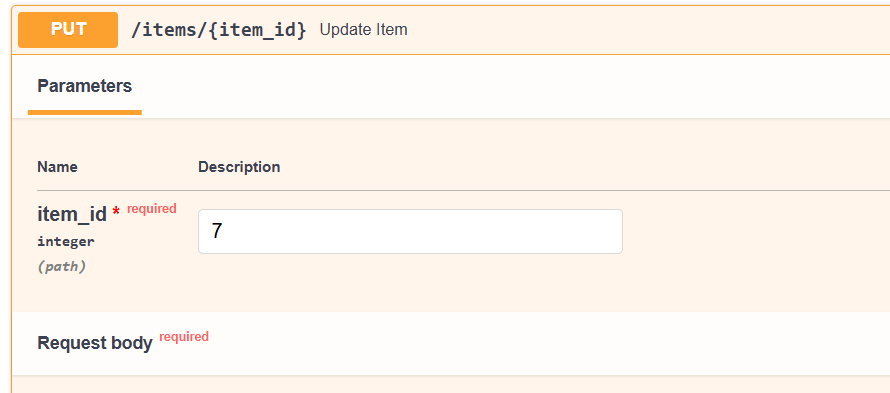 PUT /items/{item_id} Update Item
Parameters
Name Description
item_id * required
integer
(path)
7
Request body required